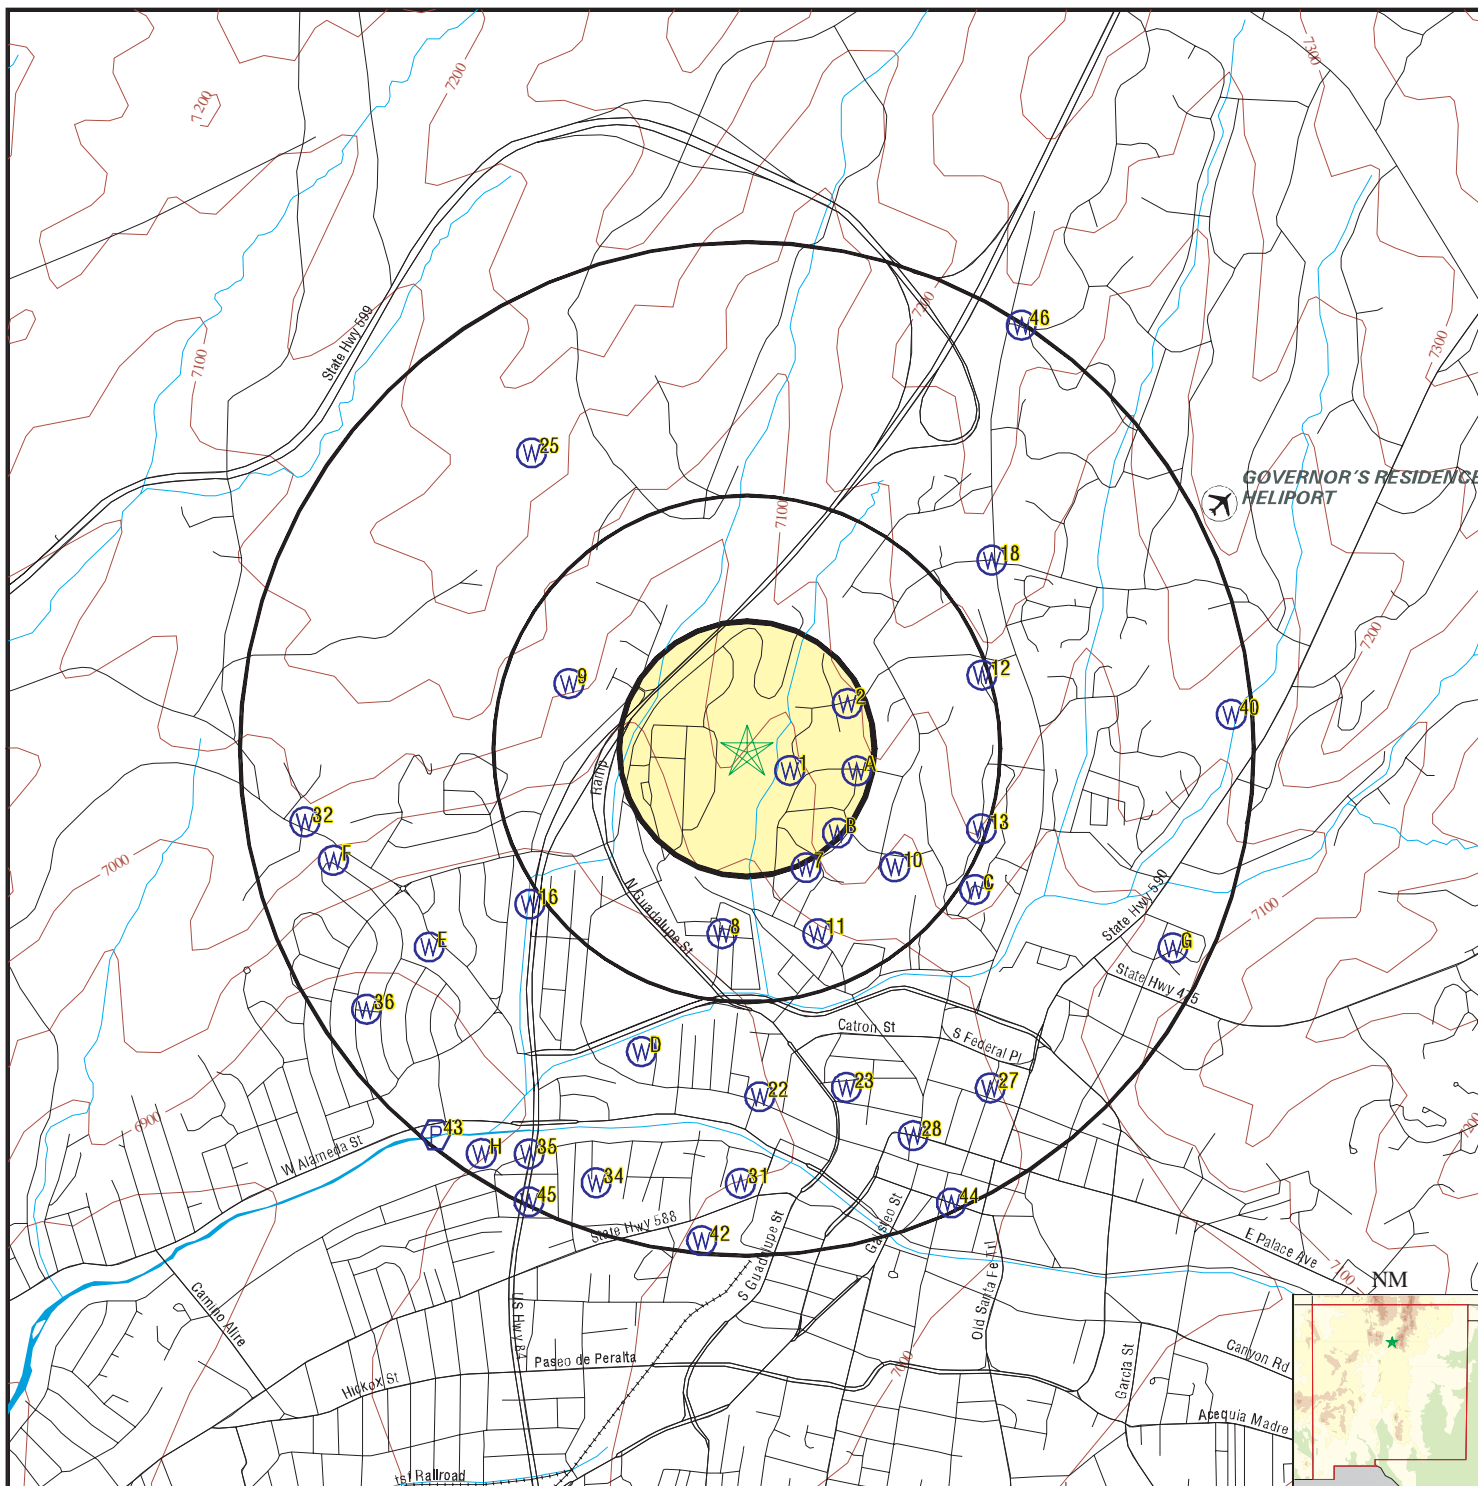 7200
7300
7200
State Hwy 599
7200
W 46
7100
7300
W 25
GOVERNOR'S RESIDENCE
HELIPORT
7100
W 18
7200
W 12
W 9
W 2
W 40
Ramp
W 1
W A
W 32
W B
W 13
7000
W F
W 7
W 10
W C
W 16
N Guadalupe St
State Hwy 590
7100
W E
W 8
W 11
W G
State Hwy 475
W 36
Catron St
S Federal Pl
W D
W 22
W 23
W 27
6900
P 43
W 28
7200
W Alameda St
W H
W 35
W 34
W 31
W 45
W 44
State Hwy 588
W 42
S Guadalupe St
Galisteo St
Old Santa Fe Trl
E Palace Ave
7100
NM
Camino Alire
US Hwy 84
Paseo de Peralta
Hickox St
7000
Garcia St
Canyon Rd
Acequia Madre
tst Railroad